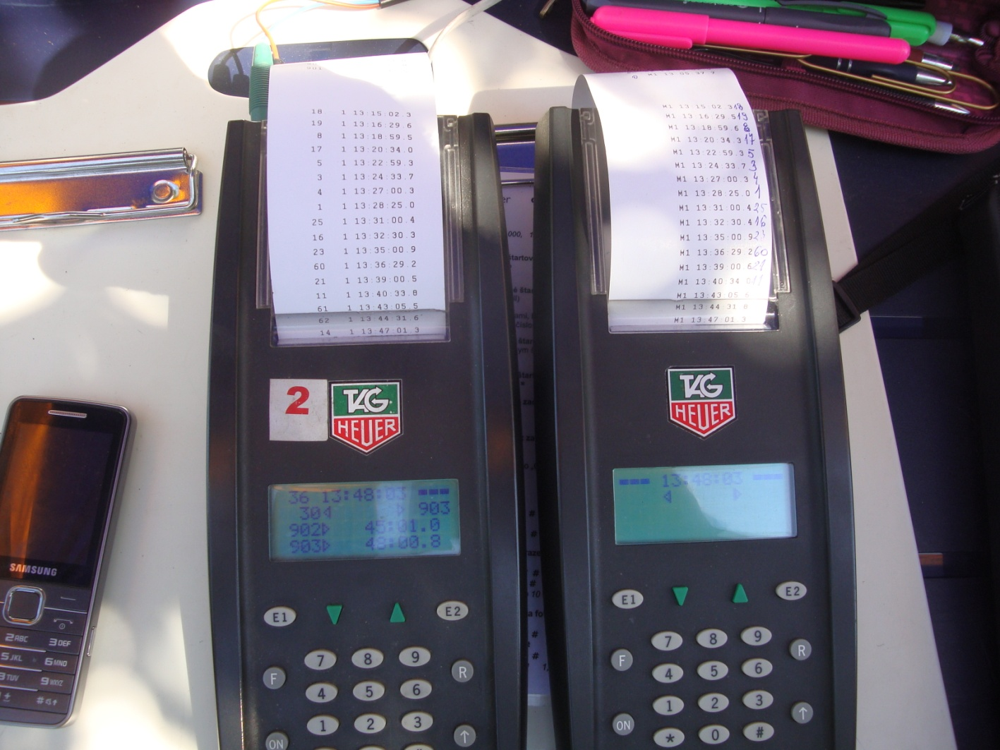 18 1 13:15:02.3
19 1 13:16:29.6
8 1 13:18:59.5
17 1 13:20:34.0
5 1 13:22:59.3
3 1 13:24:33.7
4 1 13:27:00.3
1 1 13:28:25.0
25 1 13:31:00.4
16 1 13:32:30.3
23 1 13:35:00.9
60 1 13:36:29.2
21 1 13:39:00.5
11 1 13:40:33.8
61 1 13:43:05.5
62 1 13:44:31.6
14 1 13:47:01.3
2
TAG
HEUER
36 13:48:03
30 903
902 45:01.0
903 48:00.8
E1 E2
7 8 9
F R
4 5 6
1 2 3
ON ↑
M1 13 15 02 3 18
M1 13:16:29 5 19
M1 13:18:59.6 8
M1 13:20:34.3 17
M1 13:22:59.3 5
M1 13:24:33.7 3
M1 13:27:00.3 4
M1 13:28:25.0 1
M1 13:31:00.4 25
M1 13:32:30.4 16
M1 13:35:00.9 23
M1 13:36:29.2 60
M1 13:39:00 6 21
M1 13:40 34 0 11
M1 13:43 05 6
M1 13:44 31 8
M1 13:47:01 3
TAG
HEUER
13:48:03
E1 E2
7 8 9
F R
4 5 6
1 2 3
ON ↑
* 0 #
SAMSUNG
2ABC 3DEF
5JKL 6MNO
8TUV 9WXYZ